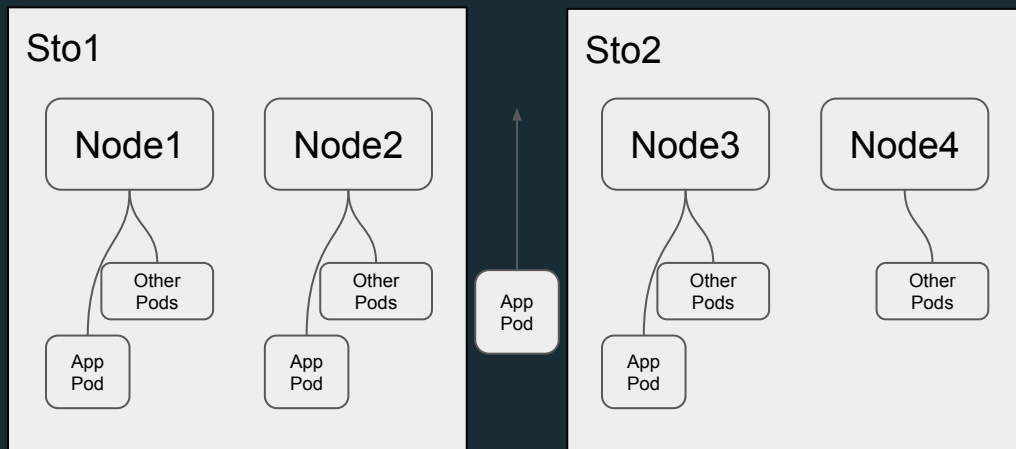 Sto1
Sto2
Node1
Node2
Node3
Node4
Other
Pods
Other
Pods
Other
Pods
Other
Pods
App
Pod
App
Pod
App
Pod
App
Pod